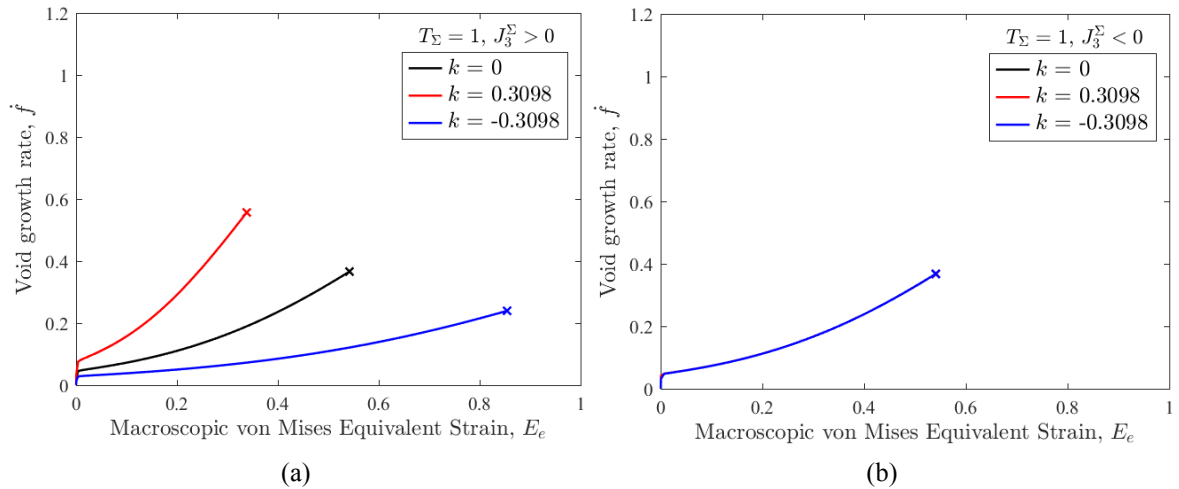 1.2
1
0.8
0.6
0.4
0.2
0
Void growth rate, ḟ
T_Σ = 1, J_3^Σ > 0
k = 0
k = 0.3098
k = -0.3098
0 0.2 0.4 0.6 0.8 1
Macroscopic von Mises Equivalent Strain, E_e
(a)
1.2
1
0.8
0.6
0.4
0.2
0
Void growth rate, ḟ
T_Σ = 1, J_3^Σ < 0
k = 0
k = 0.3098
k = -0.3098
0 0.2 0.4 0.6 0.8 1
Macroscopic von Mises Equivalent Strain, E_e
(b)